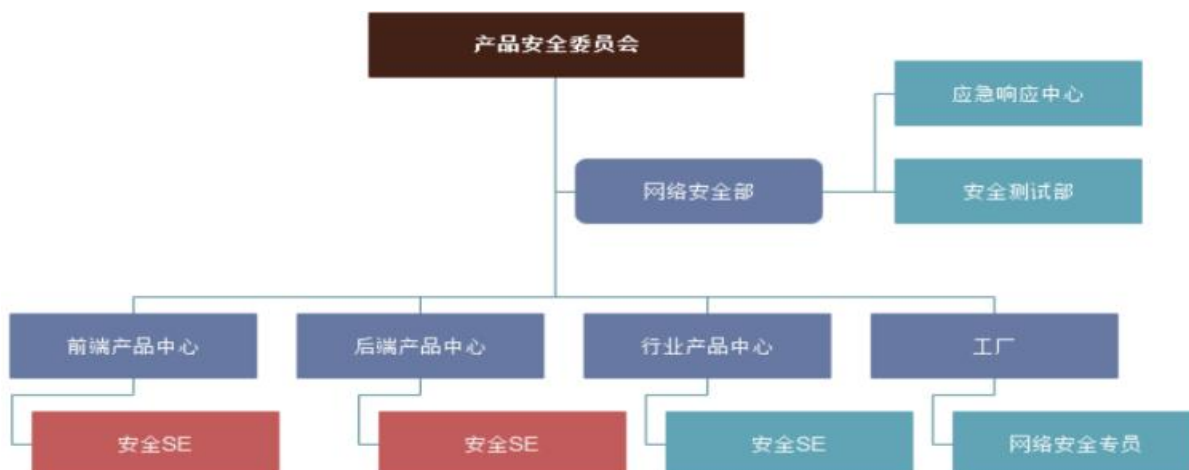 产品安全委员会
应急响应中心
网络安全部
安全测试部
前端产品中心
后端产品中心
行业产品中心
工厂
安全SE
安全SE
安全SE
网络安全专员